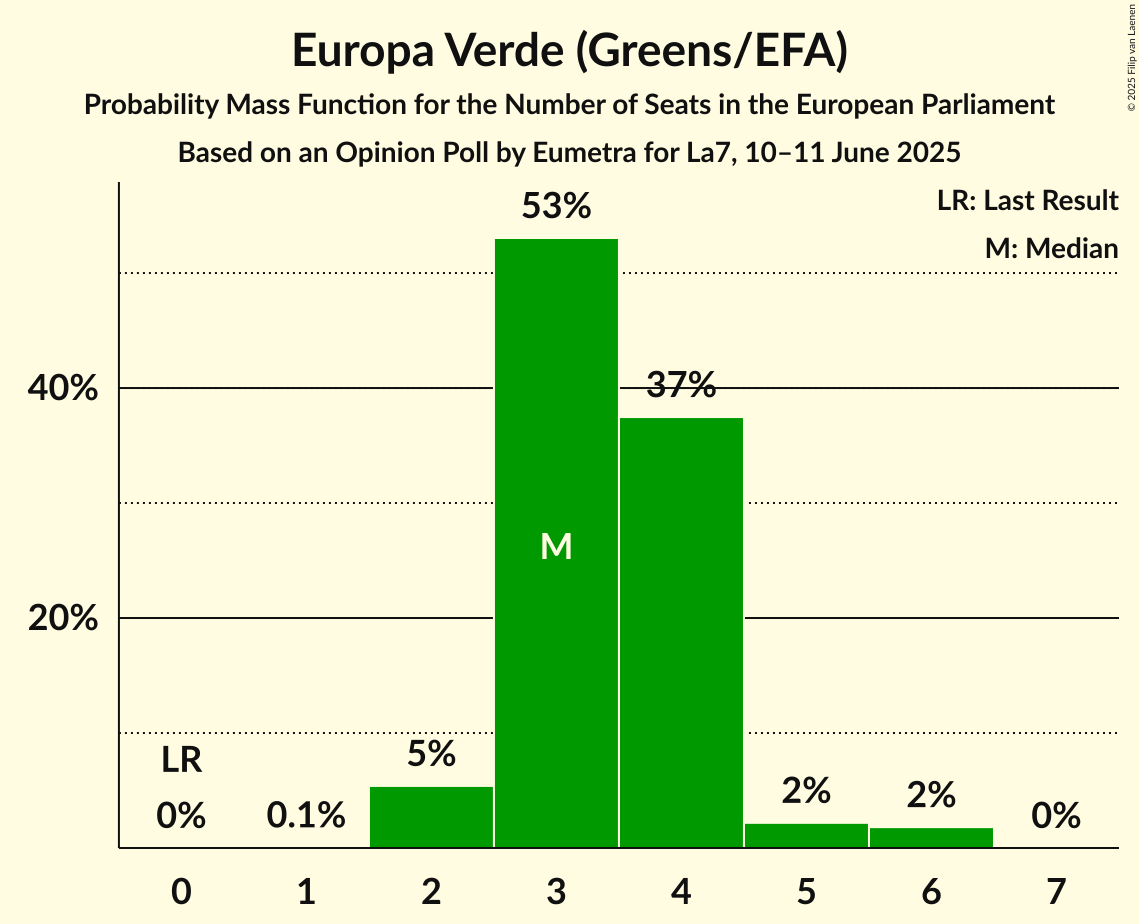 Europa Verde (Greens/EFA)
Probability Mass Function for the Number of Seats in the European Parliament
Based on an Opinion Poll by Eumetra for La7, 10–11 June 2025
© 2025 Filip van Laenen
LR: Last Result
M: Median
53%
40%
37%
M
20%
LR
5%
0%
0.1%
2%
2%
0%
0 1 2 3 4 5 6 7